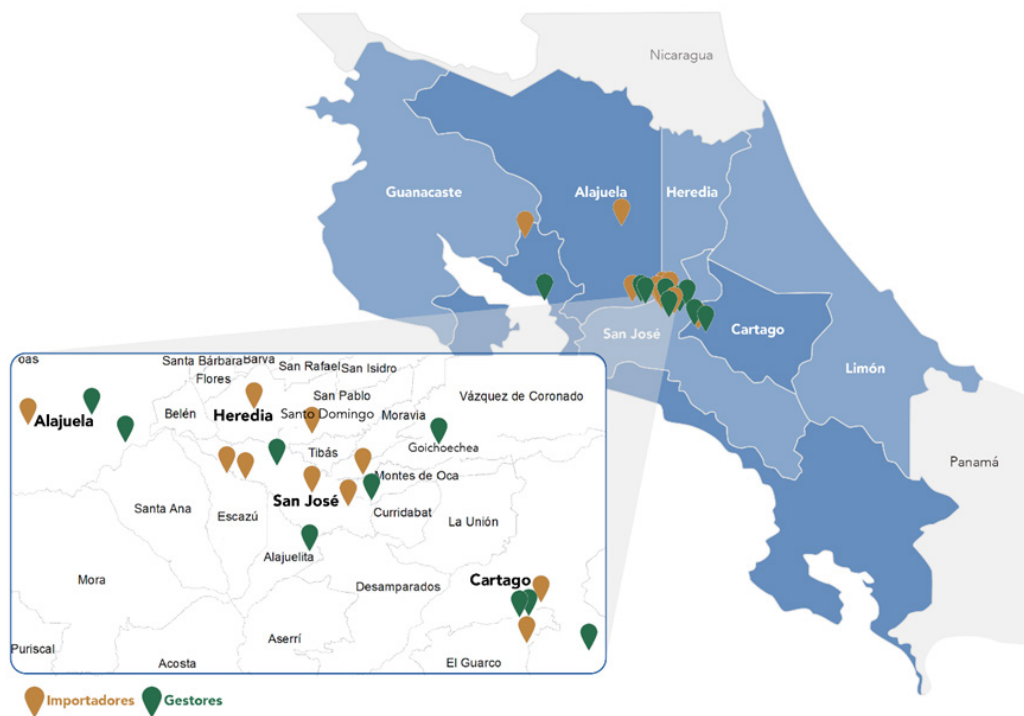 Nicaragua
Guanacaste
Alajuela
Heredia
San José
Cartago
Limón
Panamá
oas
Santa Bárbara
Barva
Flores
San Rafael
San Isidro
San Pablo
Vázquez de Coronado
Belén
Heredia
Santo Domingo
Moravia
Alajuela
Goichoechea
Tibás
Montes de Oca
San José
Santa Ana
Escazú
Curridabat
La Unión
Alajuelita
Mora
Desamparados
Cartago
Aserrí
Puriscal
Acosta
El Guarco
Importadores
Gestores